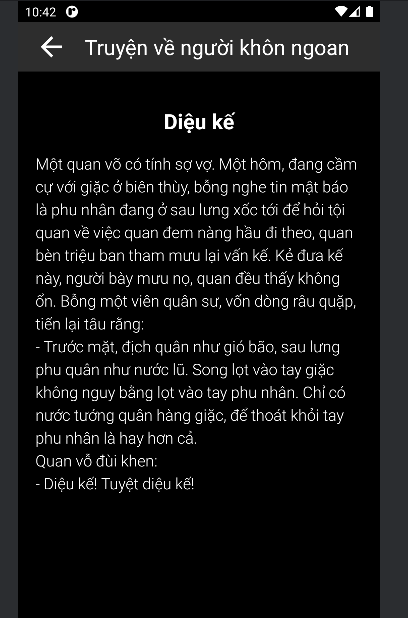 10:42
Truyện về người khôn ngoan
Diệu kế
Một quan võ có tính sợ vợ. Một hôm, đang cầm
cự với giặc ở biên thùy, bỗng nghe tin mật báo
là phu nhân đang ở sau lưng xốc tới để hỏi tội
quan về việc quan đem nàng hầu đi theo, quan
bèn triệu ban tham mưu lại vấn kế. Kẻ đưa kế
này, người bày mưu nọ, quan đều thấy không
ổn. Bỗng một viên quân sư, vốn dòng râu quặp,
tiến lại tâu rằng:
- Trước mặt, địch quân như gió bão, sau lưng
phu quân như nước lũ. Song lọt vào tay giặc
không nguy bằng lọt vào tay phu nhân. Chỉ có
nước tướng quân hàng giặc, để thoát khỏi tay
phu nhân là hay hơn cả.
Quan vỗ đùi khen:
- Diệu kế! Tuyệt diệu kế!